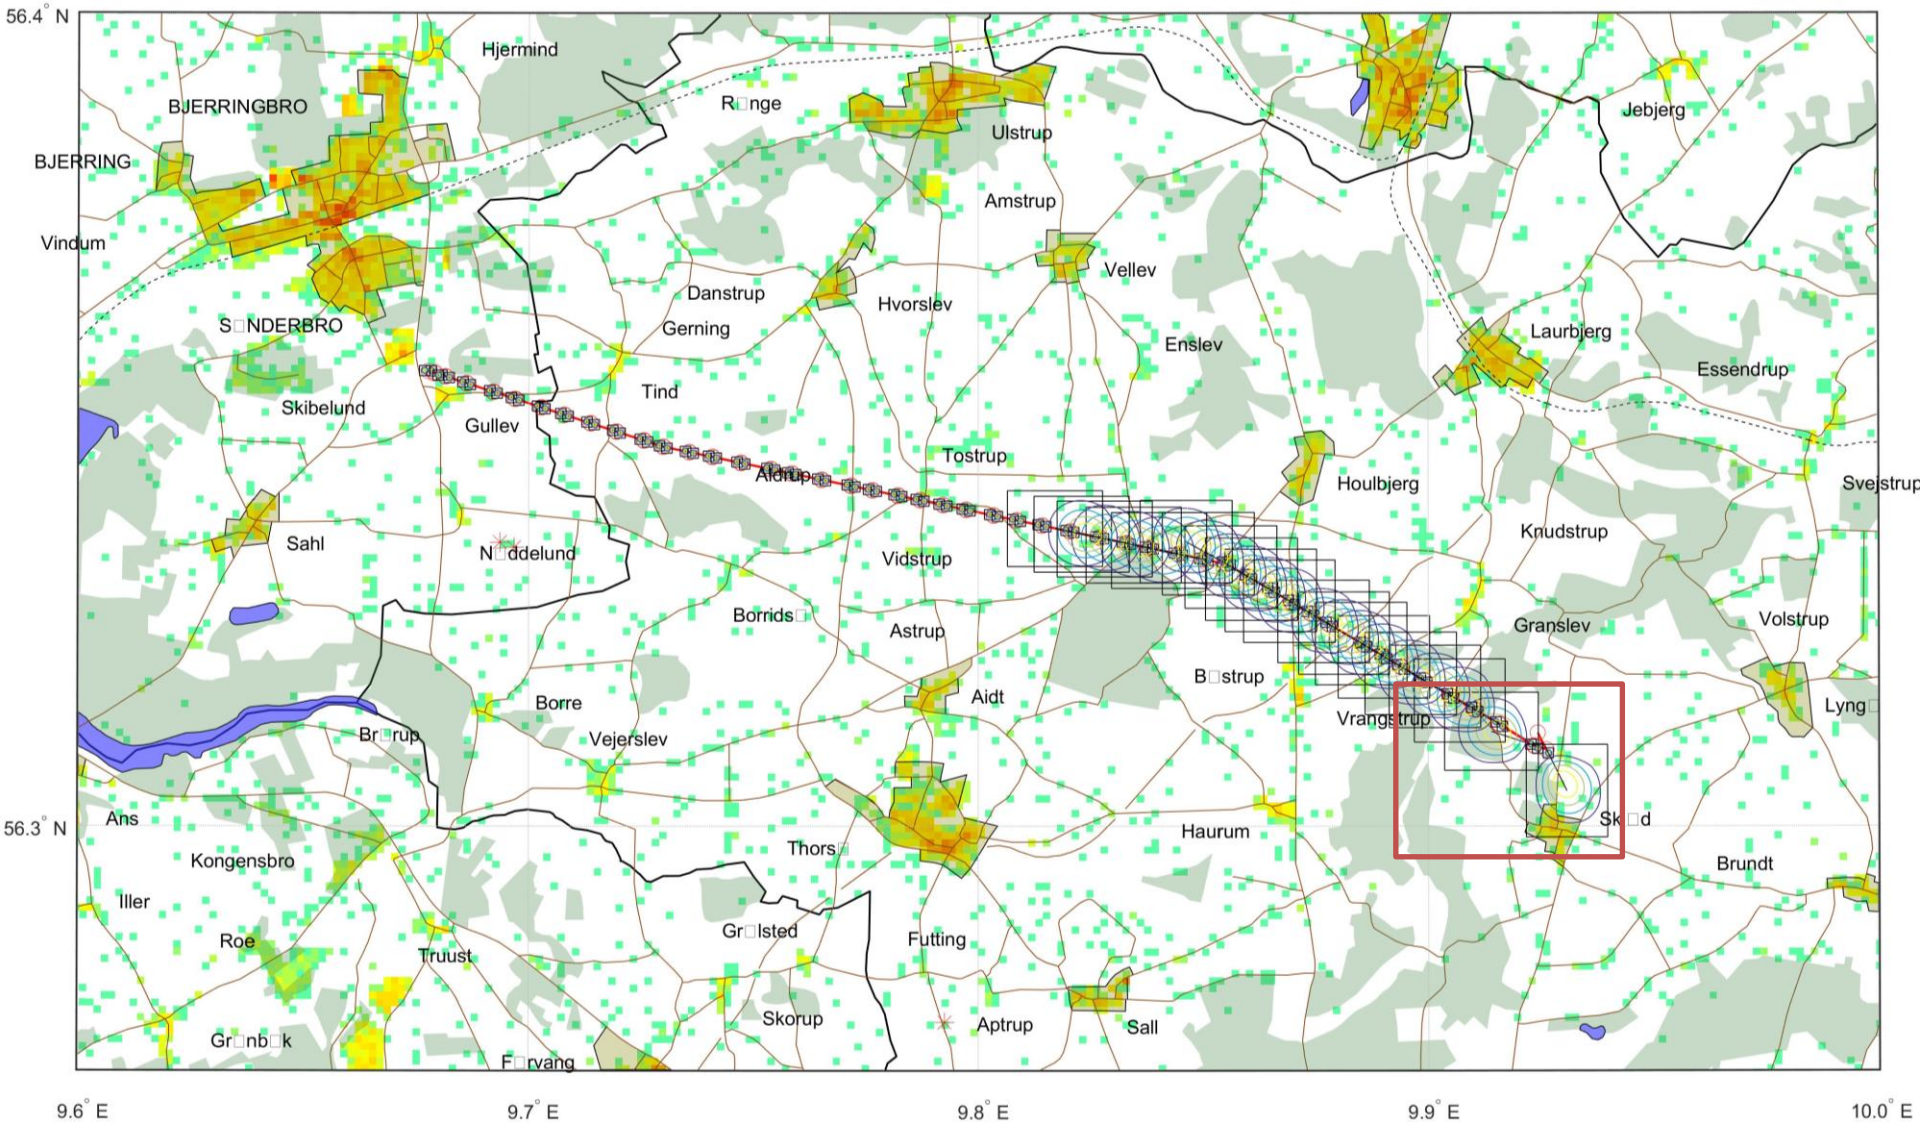 56.4° N
Hjermind
BJERRINGBRO
R□nge
Jebjerg
Ulstrup
BJERRING
Amstrup
Vindum
Vellev
Danstrup
Hvorslev
S□NDERBRO
Gerning
Laurbjerg
Enslev
Essendrup
Tind
Skibelund
Gullev
Tostrup
Aldrup
Houlbjerg
Svejstrup
Knudstrup
Sahl
N□ddelund
Vidstrup
Borrids□
Volstrup
Granslev
Astrup
B□strup
Aidt
Borre
Lyng□
Vrangstrup
Br□rup
Vejerslev
Ans
Sk□d
56.3° N
Haurum
Thors□
Kongensbro
Brundt
Iller
Gr□lsted
Roe
Futting
Truust
Skorup
Aptrup
Sall
Gr□nb□k
F□rvang
9.6° E
9.7° E
9.8° E
9.9° E
10.0° E